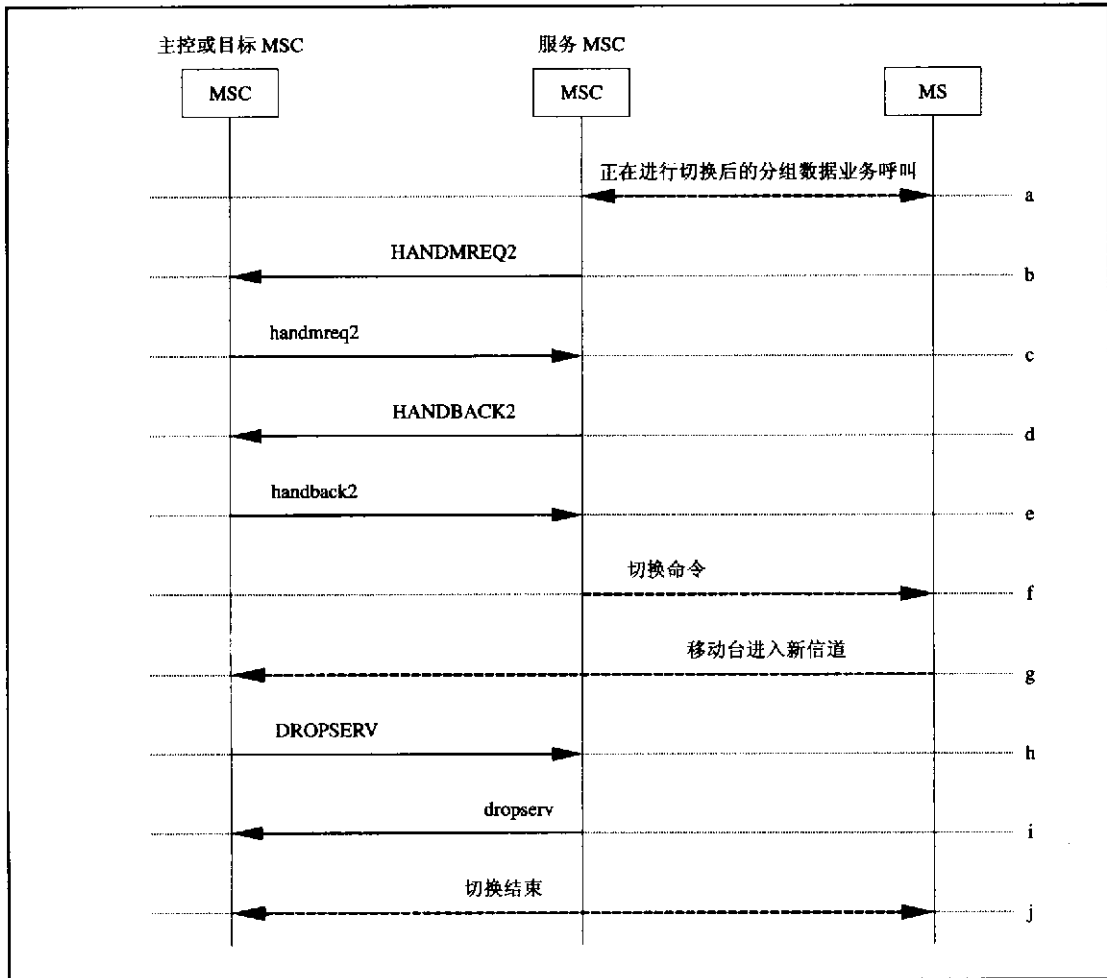 主控或目标 MSC
服务 MSC
MSC
MSC
MS
正在进行切换后的分组数据业务呼叫
a
HANDMREQ2
b
handmreq2
c
HANDBACK2
d
handback2
e
切换命令
f
移动台进入新信道
g
DROPSERV
h
dropserv
i
切换结束
j